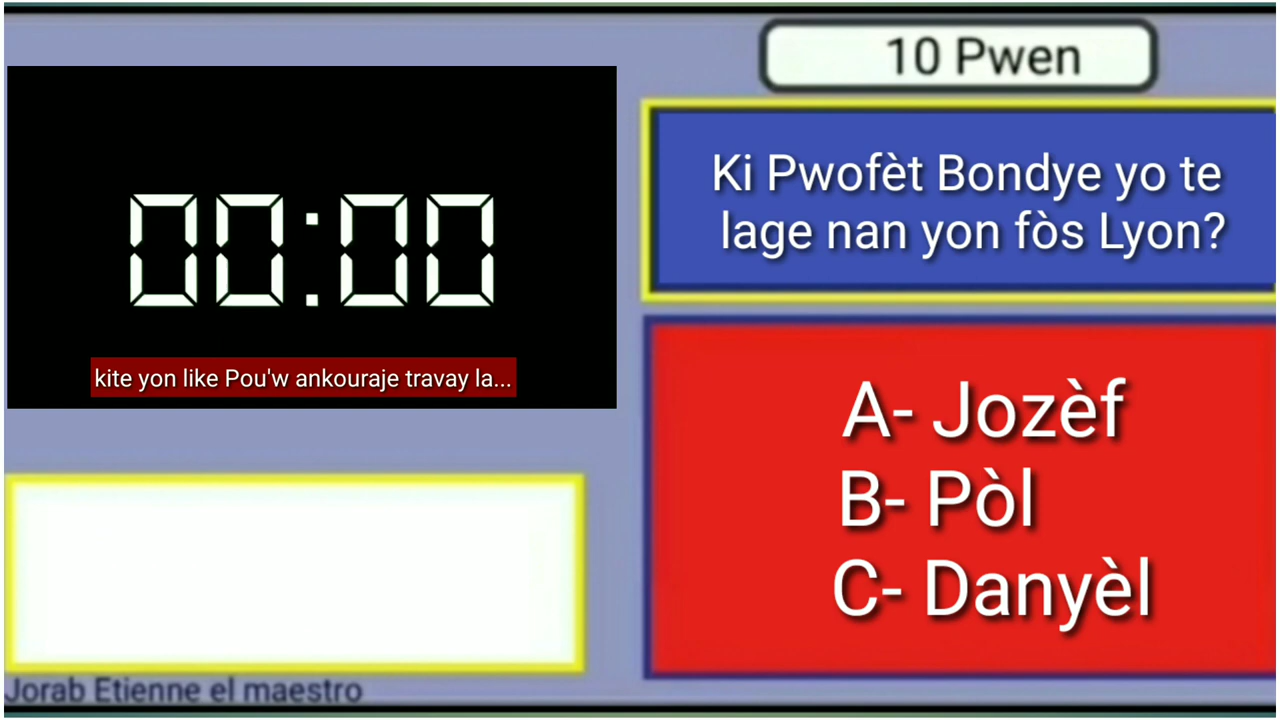 10 Pwen
Ki Pwofèt Bondye yo te
lage nan yon fòs Lyon?
00:00
kite yon like Pou'w ankouraje travay la...
A- Jozèf
B- Pòl
C- Danyèl
Jorab Etienne el maestro